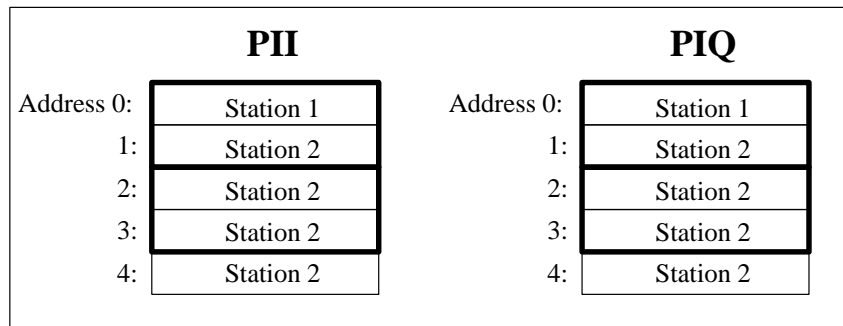 PII PIQ
Address 0: Station 1 Address 0: Station 1
1: Station 2 1: Station 2
2: Station 2 2: Station 2
3: Station 2 3: Station 2
4: Station 2 4: Station 2